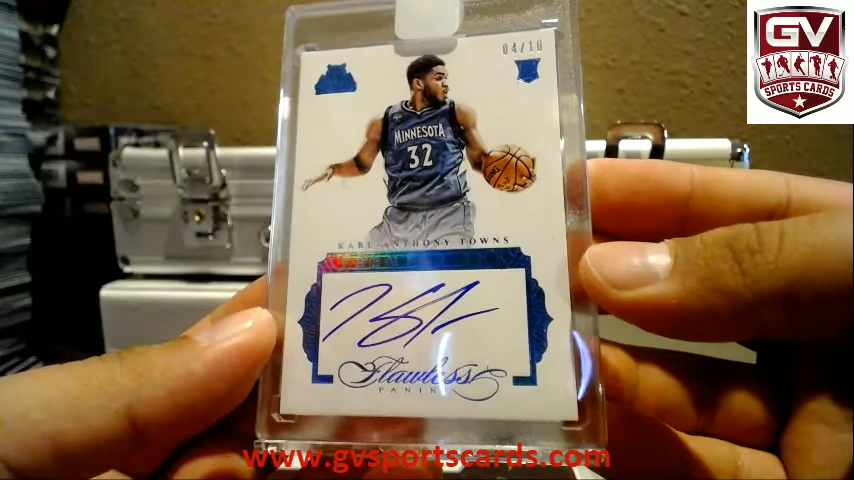 GV
SPORTS CARDS
04/10
MINNESOTA
32
KARL-ANTHONY TOWNS
Flawless
PANINI
www.gvsportscards.com